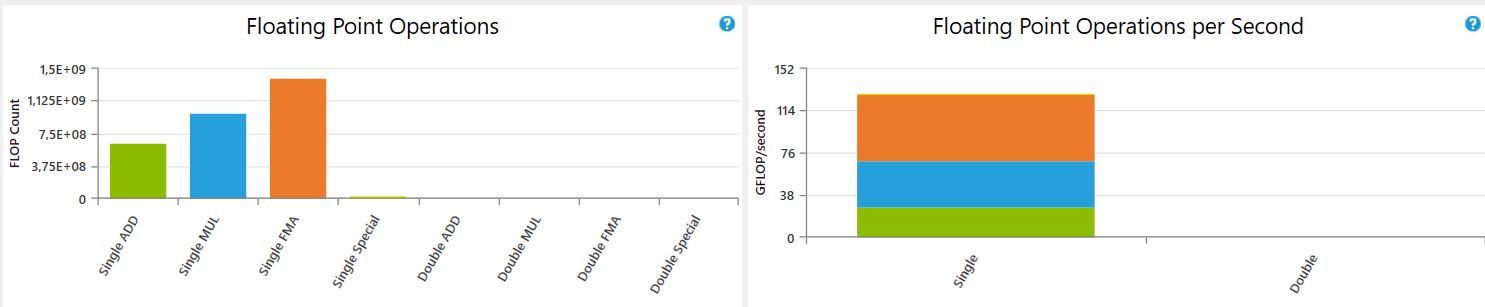 Floating Point Operations
?
FLOP Count
1,5E+09
1,125E+09
7,5E+08
3,75E+08
0
Single ADD
Single MUL
Single FMA
Single Special
Double ADD
Double MUL
Double FMA
Double Special
Floating Point Operations per Second
?
GFLOP/second
152
114
76
38
0
Single
Double